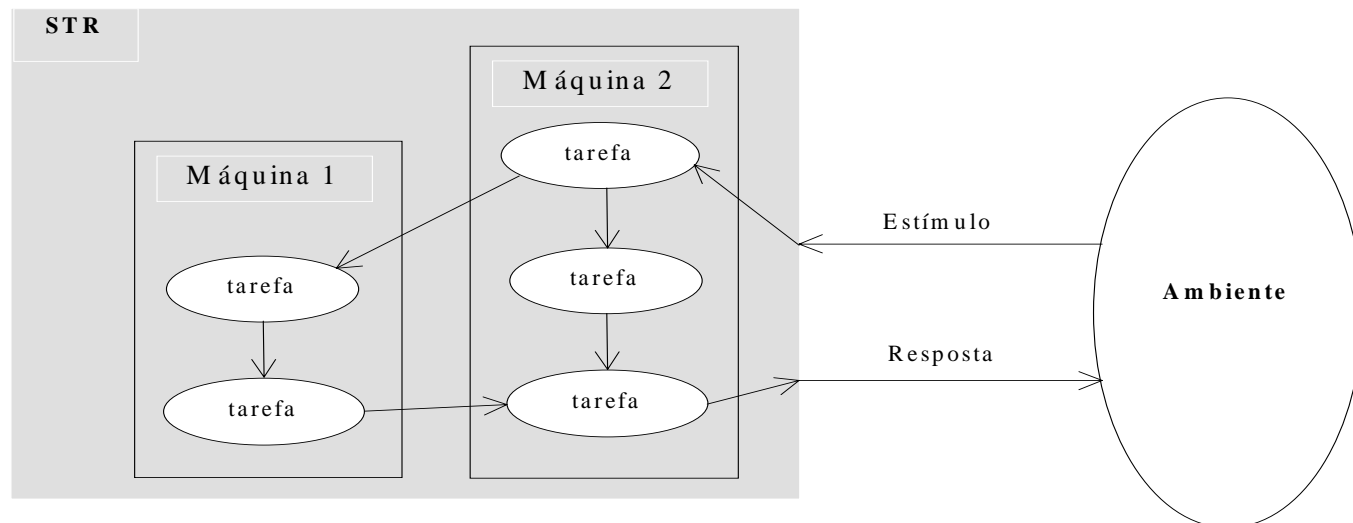 STR
Máquina 2
tarefa
Máquina 1
Estímulo
tarefa
tarefa
Ambiente
Resposta
tarefa
tarefa